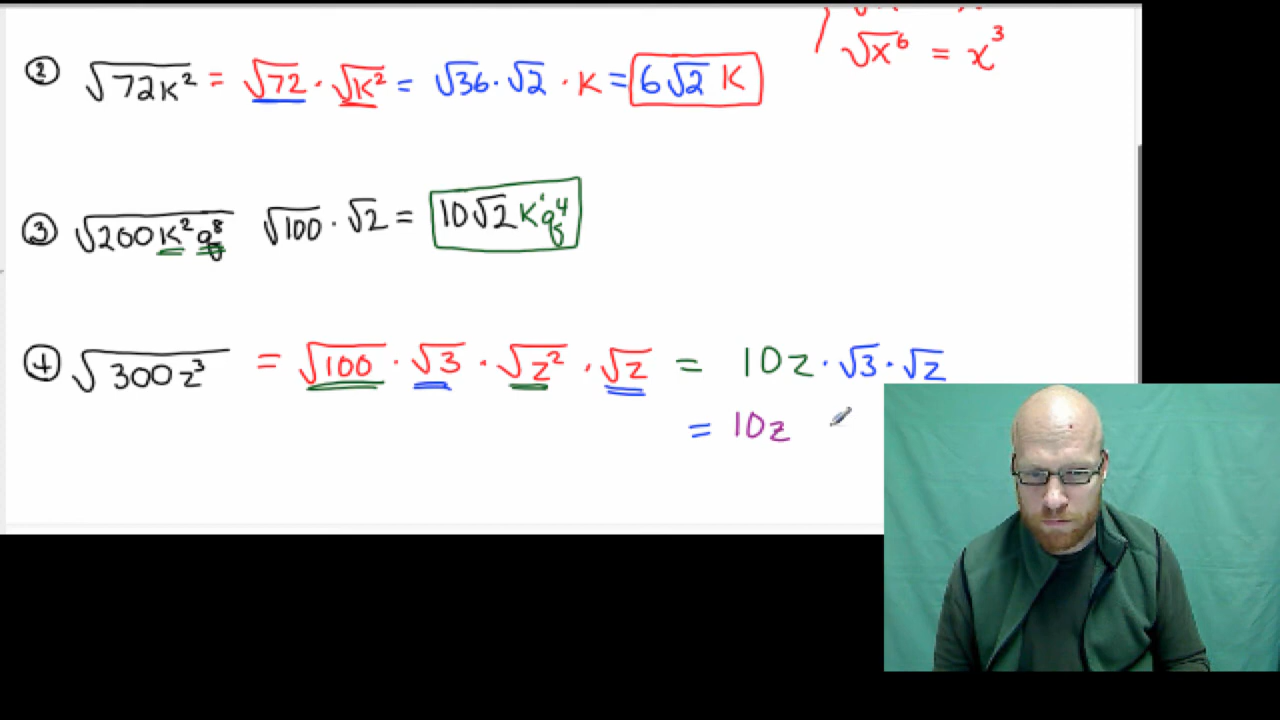 √x⁶ = x³
② √72K² = √72 · √K² = √36 · √2 · K = 6√2 K
③ √200K²q⁸ √100 · √2 = 10√2 K¹q⁴
④ √300z³ = √100 · √3 · √z² · √z = 10z · √3 · √z
= 10z